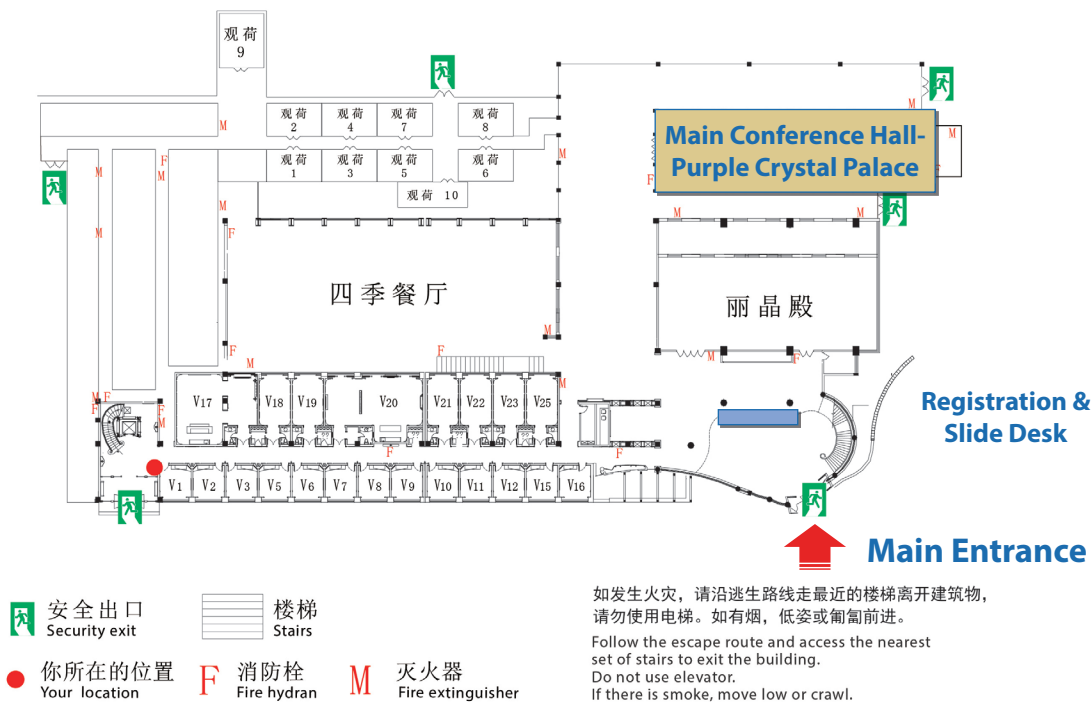 观荷
9
观荷
2
观荷
4
观荷
7
观荷
8
观荷
1
观荷
3
观荷
5
观荷
6
观荷 10
M
M
F
M
M
M
M
F
M
M
F
M
M
Main Conference Hall-
Purple Crystal Palace
四季餐厅
丽晶殿
M
F
M
F
M
F
M
M
V17
V18
V19
V20
V21
V22
V23
V25
M
F
F
F
M
F
F
Registration &
Slide Desk
V1
V2
V3
V5
V6
V7
V8
V9
V10
V11
V12
V15
V16
Main Entrance
安全出口
Security exit
楼梯
Stairs
你所在的位置
Your location
F
消防栓
Fire hydran
M
灭火器
Fire extinguisher
如发生火灾，请沿逃生路线走最近的楼梯离开建筑物，
请勿使用电梯。如有烟，低姿或匍匐前进。
Follow the escape route and access the nearest
set of stairs to exit the building.
Do not use elevator.
If there is smoke, move low or crawl.